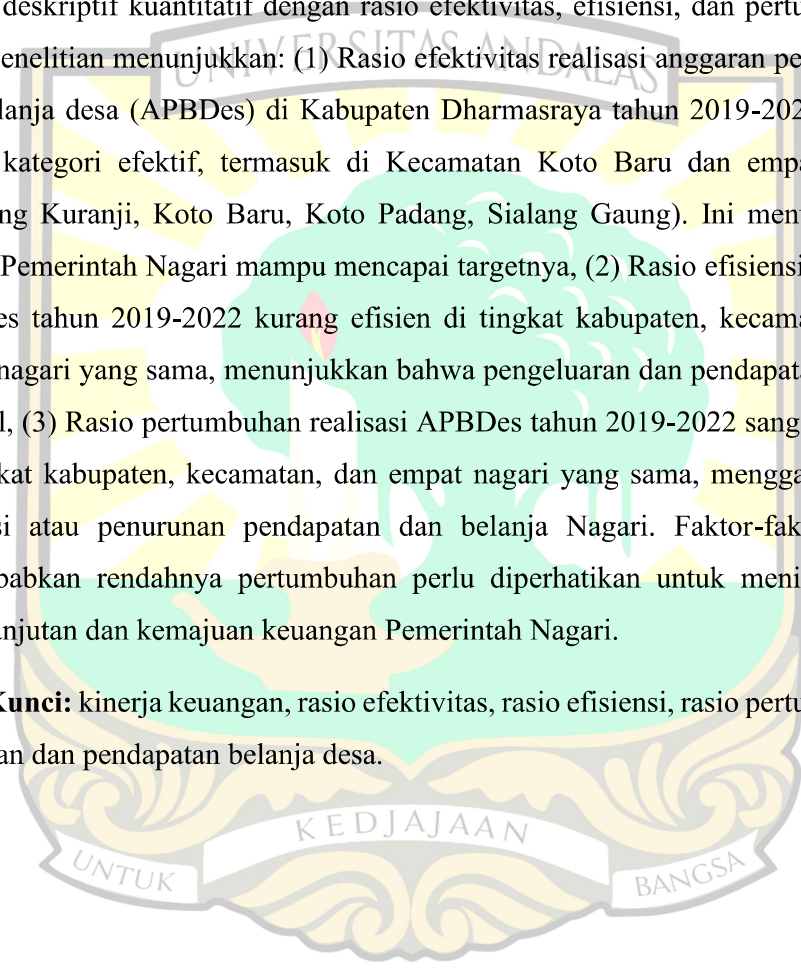 deskriptif kuantitatif dengan rasio efektivitas, efisiensi, dan pertu
enelitian menunjukkan: (1) Rasio efektivitas realisasi anggaran pe
lanja desa (APBDes) di Kabupaten Dharmasraya tahun 2019-202
kategori efektif, termasuk di Kecamatan Koto Baru dan empa
ng Kuranji, Koto Baru, Koto Padang, Sialang Gaung). Ini menu
Pemerintah Nagari mampu mencapai targetnya, (2) Rasio efisiensi
es tahun 2019-2022 kurang efisien di tingkat kabupaten, kecama
nagari yang sama, menunjukkan bahwa pengeluaran dan pendapata
l, (3) Rasio pertumbuhan realisasi APBDes tahun 2019-2022 sang
kat kabupaten, kecamatan, dan empat nagari yang sama, mengga
si atau penurunan pendapatan dan belanja Nagari. Faktor-fak
babkan rendahnya pertumbuhan perlu diperhatikan untuk meni
anjutan dan kemajuan keuangan Pemerintah Nagari.
Kunci: kinerja keuangan, rasio efektivitas, rasio efisiensi, rasio pertu
an dan pendapatan belanja desa.
UNIVERSITAS ANDALAS
UNTUK KEDJAJAAN BANGSA